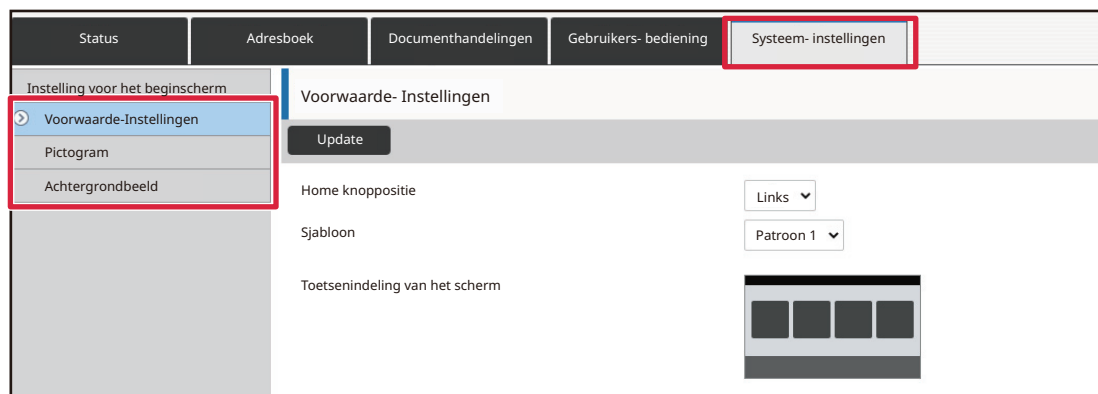 Status
Adresboek
Documenthandelingen
Gebruikers- bediening
Systeem- instellingen
Instelling voor het beginscherm
Voorwaarde-Instellingen
Pictogram
Achtergrondbeeld
Voorwaarde- Instellingen
Update
Home knoppositie
Links
Sjabloon
Patroon 1
Toetsenindeling van het scherm